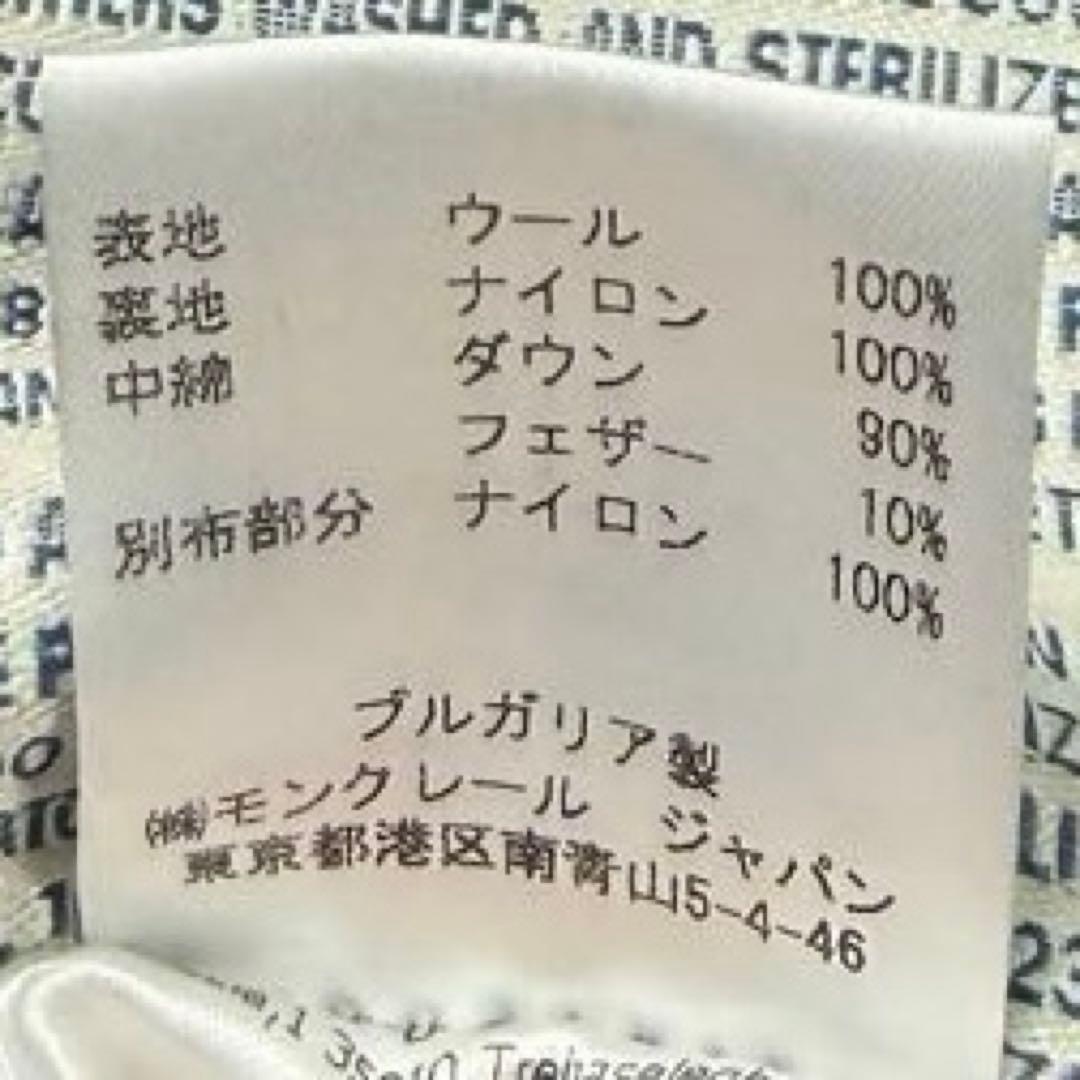 WASHED AND STERILIZE
表地 ウール 100%
裏地 ナイロン 100%
中綿 ダウン 90%
フェザー 10%
別布部分 ナイロン 100%
ブルガリア製
㈱モンクレール ジャパン
東京都港区南青山5-4-46